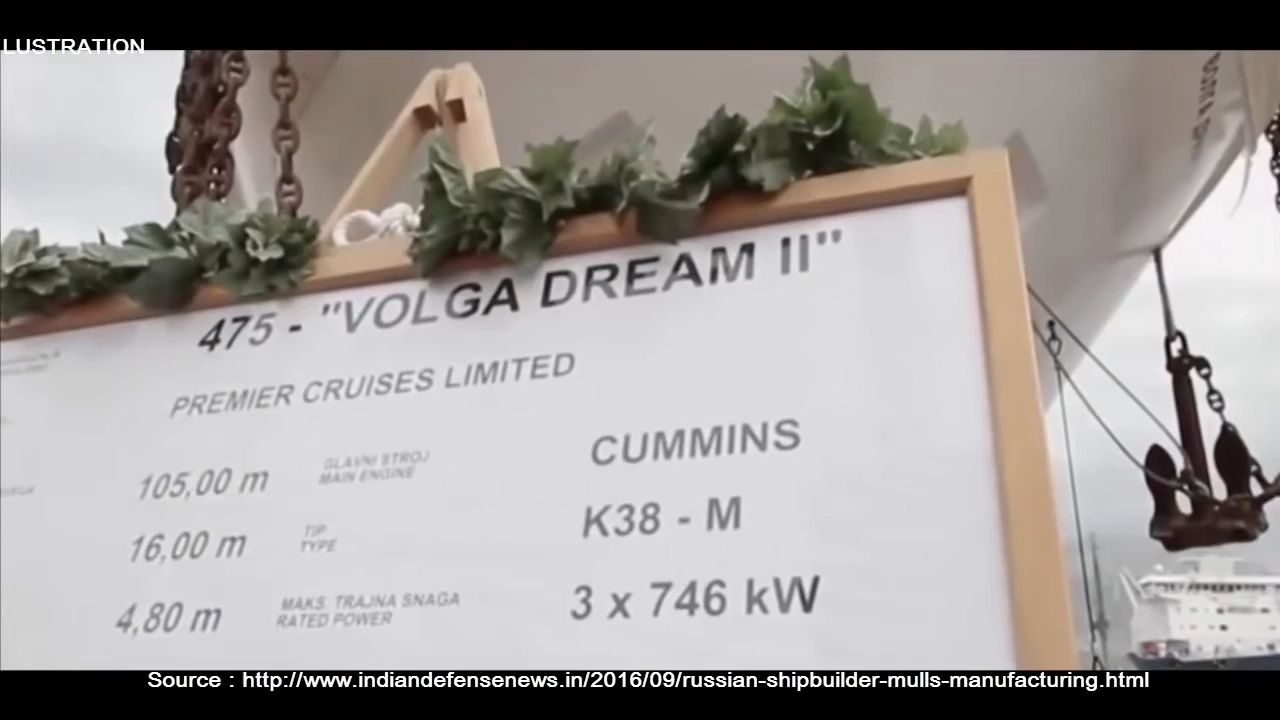 LUSTRATION
475 - "VOLGA DREAM II"
PREMIER CRUISES LIMITED
CUMMINS
105,00 m
GLAVNI STROJ
MAIN ENGINE
K38 - M
16,00 m
TIP
TYPE
3 x 746 kW
4,80 m
MAKS. TRAJNA SNAGA
RATED POWER
Source : http://www.indiandefensenews.in/2016/09/russian-shipbuilder-mulls-manufacturing.html